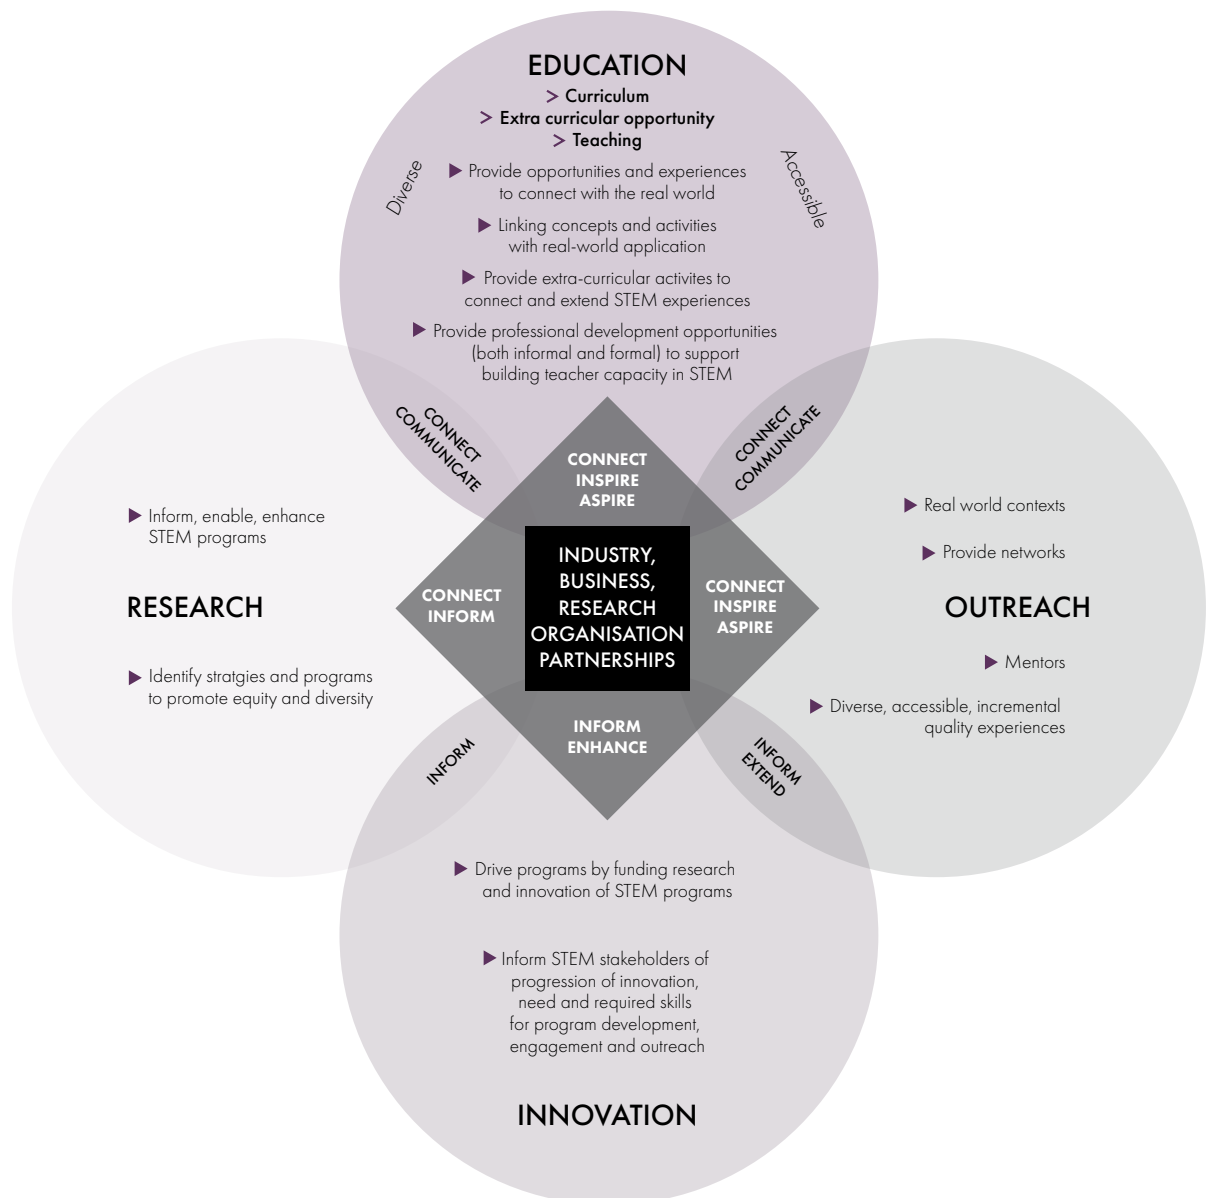 EDUCATION
> Curriculum
> Extra curricular opportunity
> Teaching
Diverse
Accessible
▶ Provide opportunities and experiences
to connect with the real world
▶ Linking concepts and activities
with real-world application
▶ Provide extra-curricular activites to
connect and extend STEM experiences
▶ Provide professional development opportunities
(both informal and formal) to support
building teacher capacity in STEM
CONNECT
COMMUNICATE
CONNECT
COMMUNICATE
CONNECT
INSPIRE
ASPIRE
▶ Inform, enable, enhance
STEM programs
RESEARCH
▶ Identify stratgies and programs
to promote equity and diversity
CONNECT
INFORM
INDUSTRY,
BUSINESS,
RESEARCH
ORGANISATION
PARTNERSHIPS
CONNECT
INSPIRE
ASPIRE
▶ Real world contexts
▶ Provide networks
OUTREACH
▶ Mentors
▶ Diverse, accessible, incremental
quality experiences
INFORM
ENHANCE
INFORM
INFORM
EXTEND
▶ Drive programs by funding research
and innovation of STEM programs
▶ Inform STEM stakeholders of
progression of innovation,
need and required skills
for program development,
engagement and outreach
INNOVATION